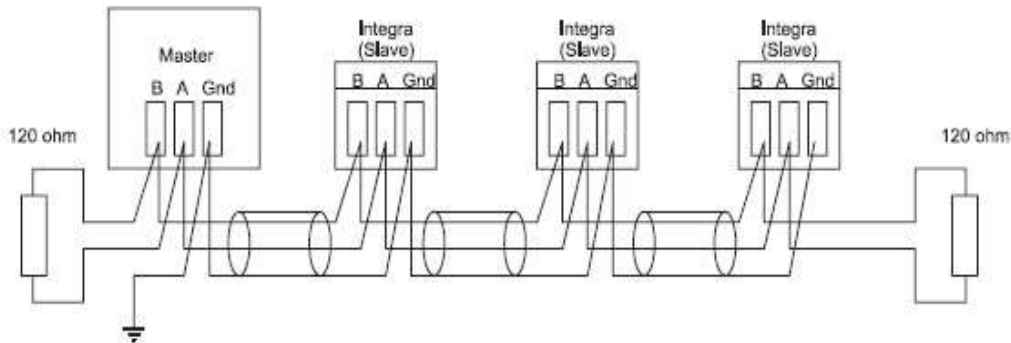 Master
B A Gnd
Integra
(Slave)
B A Gnd
Integra
(Slave)
B A Gnd
Integra
(Slave)
B A Gnd
120 ohm
120 ohm